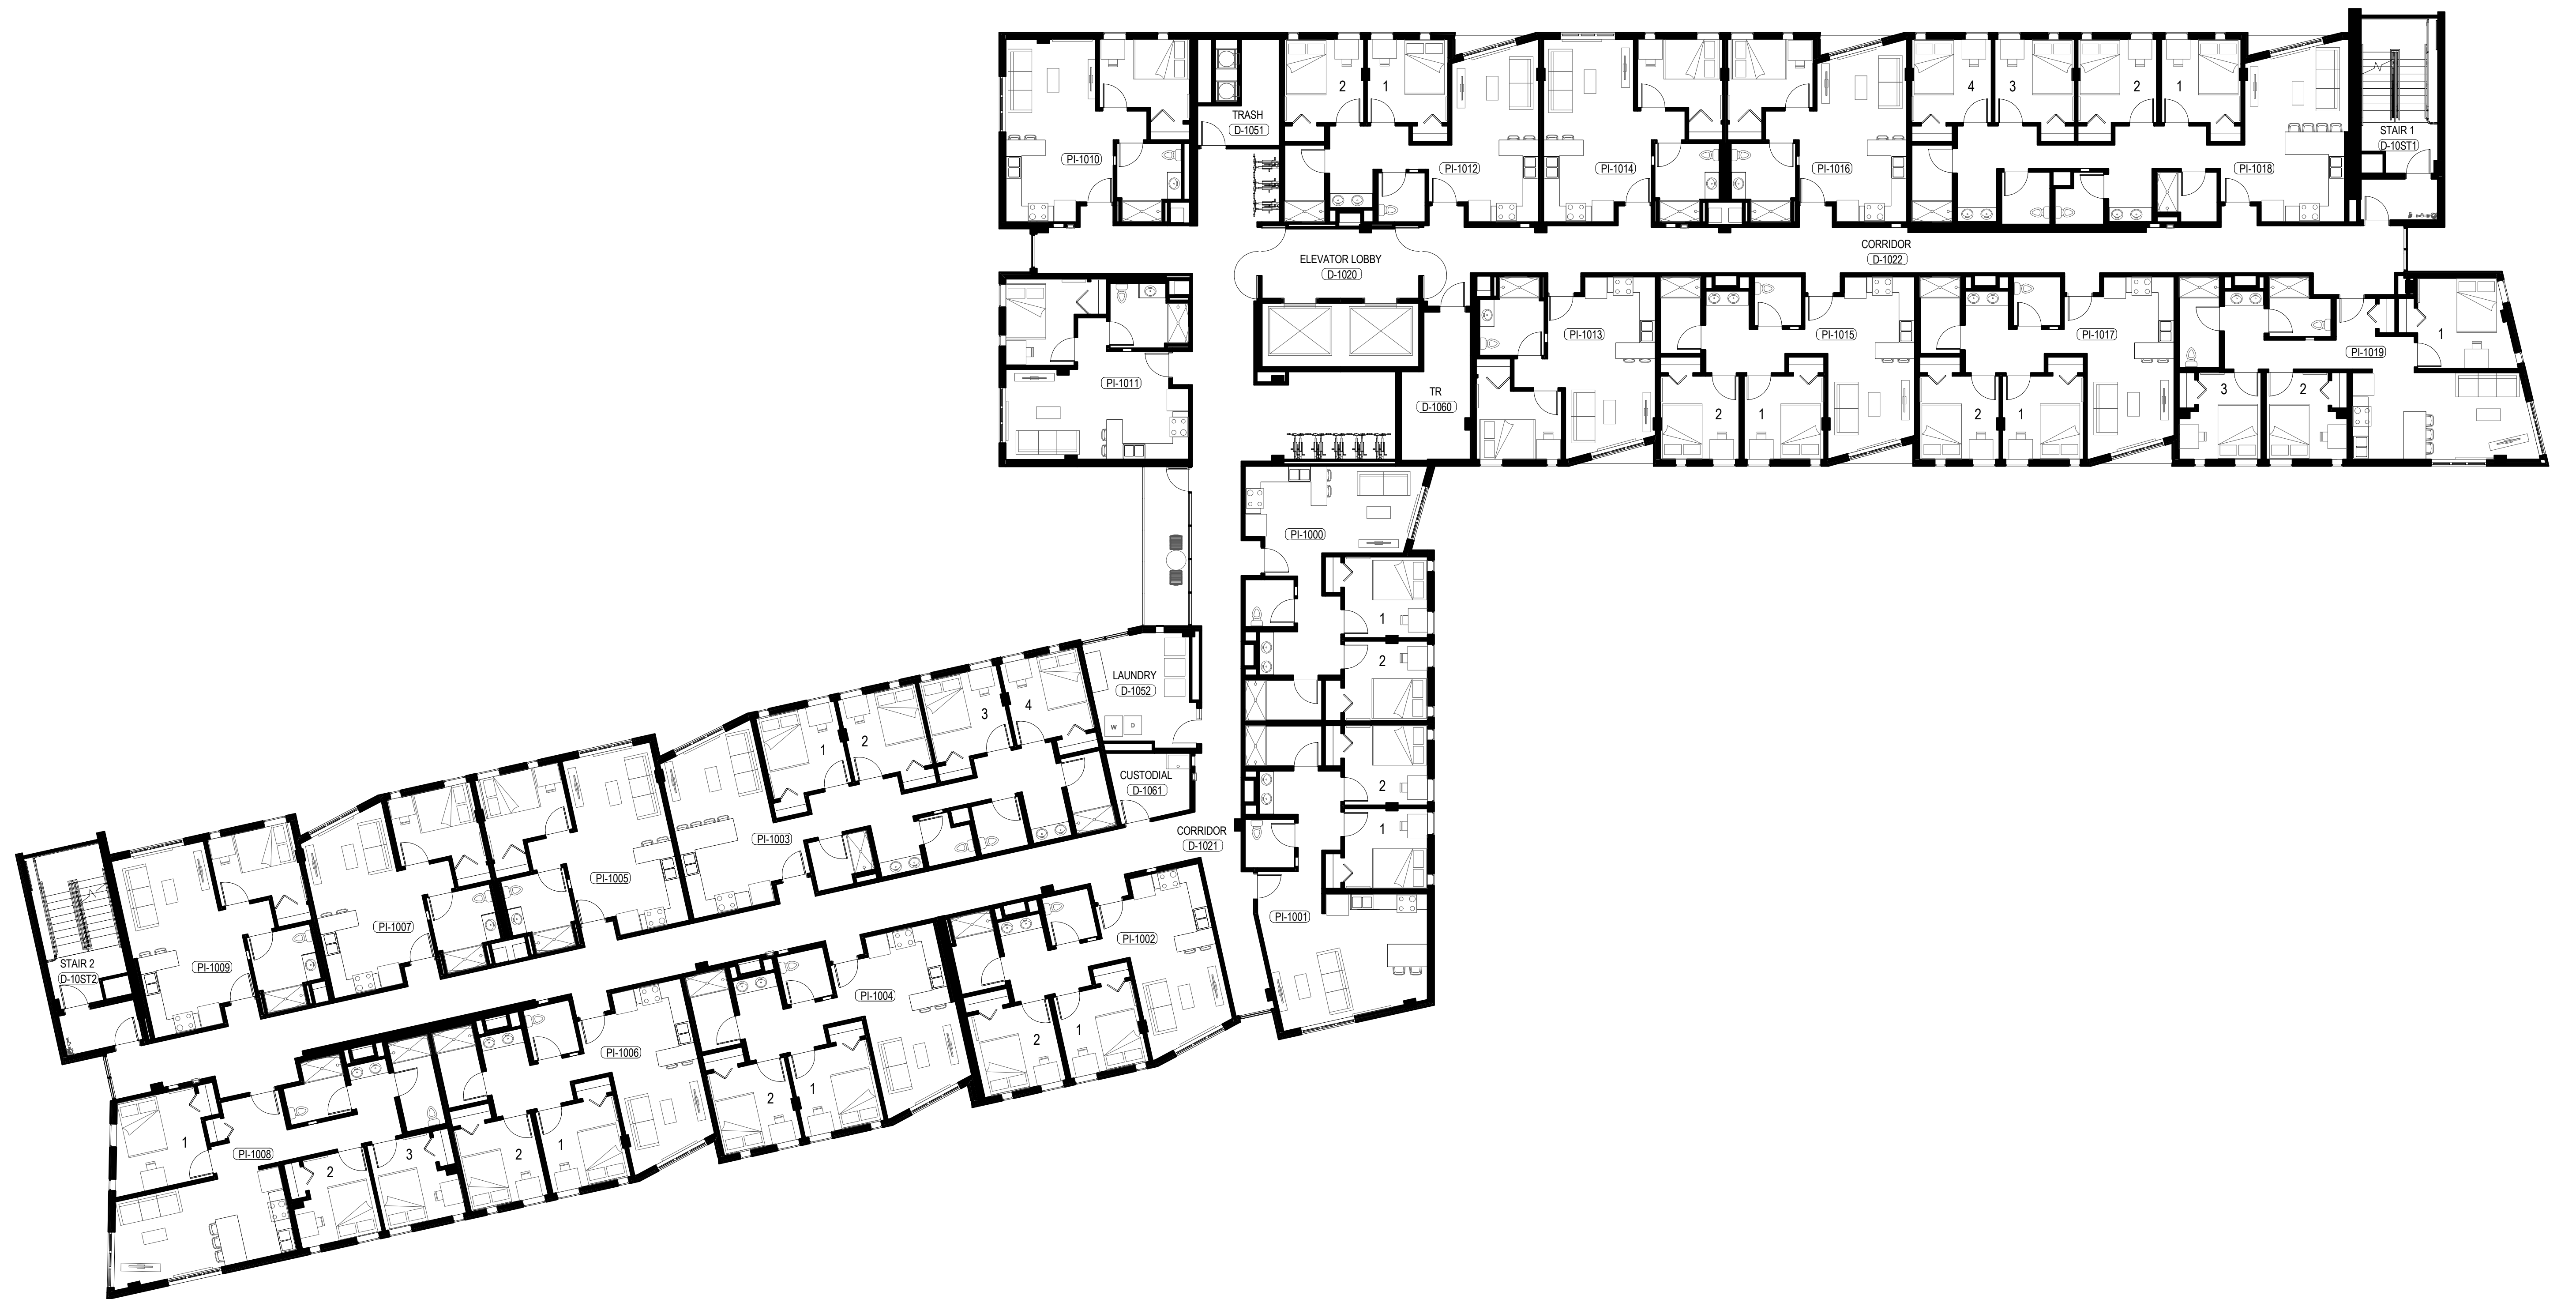 TRASH
D-1051
2
1
4
3
2
1
STAIR 1
D-10ST1
PI-1010
PI-1012
PI-1014
PI-1016
PI-1018
CORRIDOR
D-1022
ELEVATOR LOBBY
D-1020
PI-1011
PI-1013
PI-1015
PI-1017
PI-1019
1
TR
D-1060
2
1
2
1
3
2
PI-1000
1
2
2
1
PI-1001
LAUNDRY
D-1052
W
D
CUSTODIAL
D-1061
CORRIDOR
D-1021
1
2
3
4
PI-1003
PI-1005
PI-1007
PI-1009
STAIR 2
D-10ST2
PI-1002
2
1
PI-1004
2
1
PI-1006
2
1
PI-1008
1
2
3